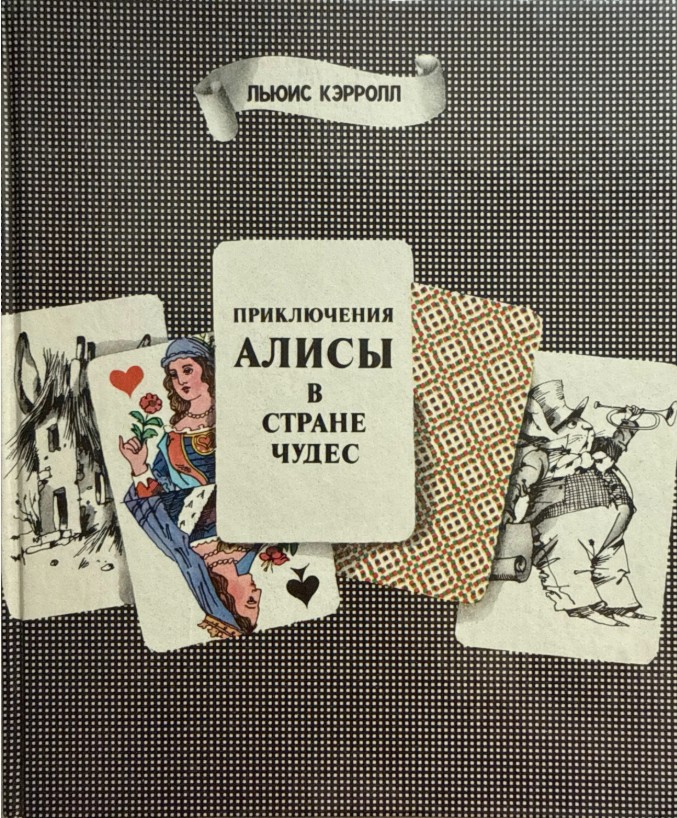 ЛЬЮИС КЭРРОЛЛ
ПРИКЛЮЧЕНИЯ
АЛИСЫ
В
СТРАНЕ
ЧУДЕС